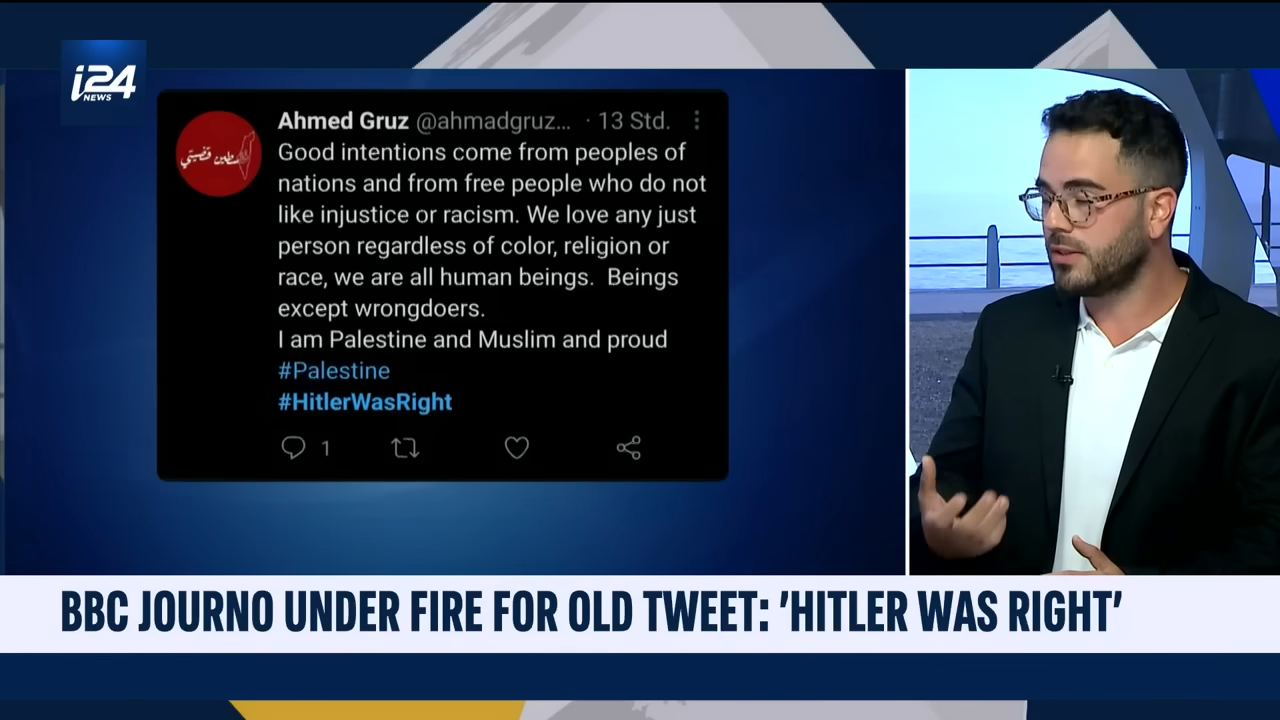 i24
NEWS
Ahmed Gruz @ahmadgruz... · 13 Std.
Good intentions come from peoples of
nations and from free people who do not
like injustice or racism. We love any just
person regardless of color, religion or
race, we are all human beings.  Beings
except wrongdoers.
I am Palestine and Muslim and proud
#Palestine
#HitlerWasRight
1
فلسطين قضيتي
BBC JOURNO UNDER FIRE FOR OLD TWEET: 'HITLER WAS RIGHT'